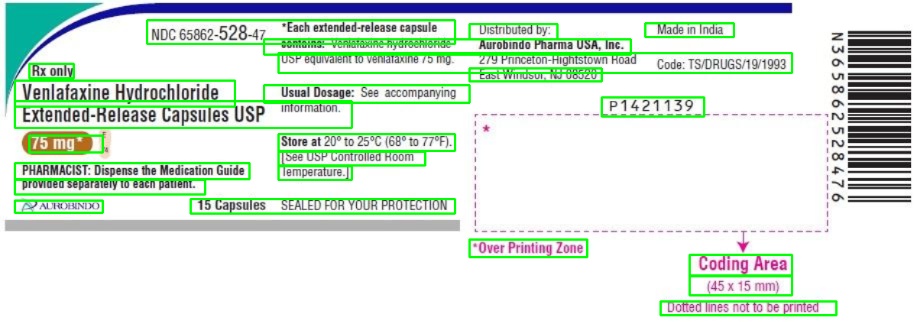 NDC 65862-528-47
Rx only
Venlafaxine Hydrochloride
Extended-Release Capsules USP
75 mg*
PHARMACIST: Dispense the Medication Guide
provided separately to each patient.
AUROBINDO
15 Capsules SEALED FOR YOUR PROTECTION
*Each extended-release capsule
contains: Venlafaxine hydrochloride
USP equivalent to venlafaxine 75 mg.
Usual Dosage: See accompanying
information.
Store at 20° to 25°C (68° to 77°F).
[See USP Controlled Room
Temperature.]
Distributed by:
Aurobindo Pharma USA, Inc.
279 Princeton-Hightstown Road
East Windsor, NJ 08520
Made in India
Code: TS/DRUGS/19/1993
P1421139
*
*Over Printing Zone
Coding Area
(45 x 15 mm)
Dotted lines not to be printed
N365862528476